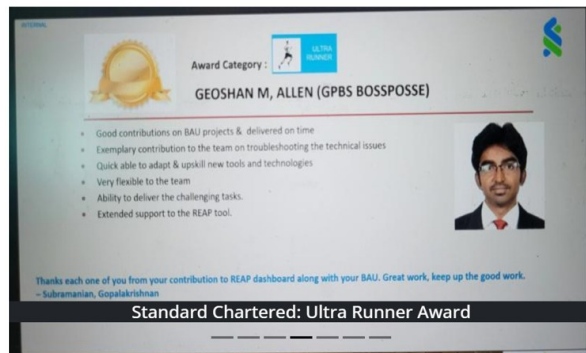 INTERNAL
Award Category :
ULTRA
RUNNER
GEOSHAN M, ALLEN (GPBS BOSSPOSSE)
Good contributions on BAU projects & delivered on time
Exemplary contribution to the team on troubleshooting the technical issues
Quick able to adapt & upskill new tools and technologies
Very flexible to the team
Ability to deliver the challenging tasks.
Extended support to the REAP tool.
Thanks each one of you from your contribution to REAP dashboard along with your BAU. Great work, keep up the good work.
– Subramanian, Gopalakrishnan
Standard Chartered: Ultra Runner Award